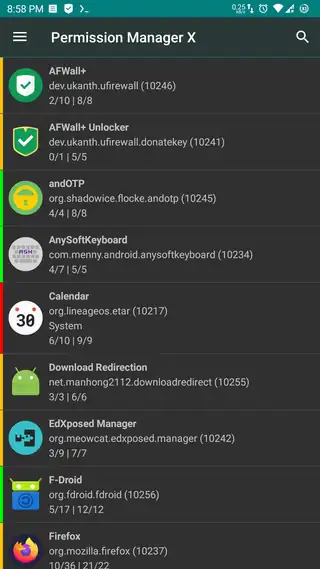 8:58 PM
0.25 K/s
Permission Manager X
AFWall+
dev.ukanth.ufirewall (10246)
2/10 | 8/8
AFWall+ Unlocker
dev.ukanth.ufirewall.donatekey (10241)
0/1 | 5/5
andOTP
org.shadowice.flocke.andotp (10245)
4/4 | 8/8
ASK
AnySoftKeyboard
com.menny.android.anysoftkeyboard (10234)
4/7 | 5/5
30
Calendar
org.lineageos.etar (10217)
System
6/10 | 9/9
Download Redirection
net.manhong2112.downloadredirect (10255)
3/3 | 6/6
EdXposed Manager
org.meowcat.edxposed.manager (10242)
3/9 | 7/7
F-Droid
org.fdroid.fdroid (10256)
5/17 | 12/12
Firefox
org.mozilla.firefox (10237)
10/36 | 21/22